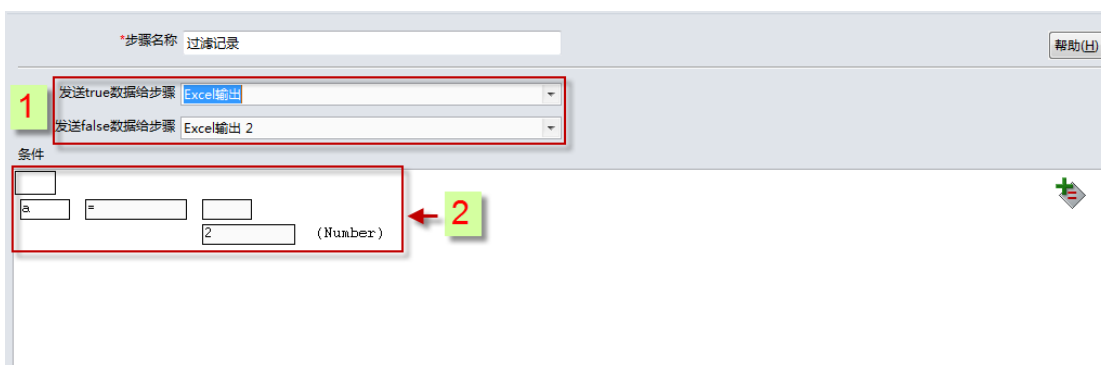 *步骤名称 过滤记录
帮助(H)
1
发送true数据给步骤 Excel输出
发送false数据给步骤 Excel输出 2
条件
a = 
2 (Number)
2